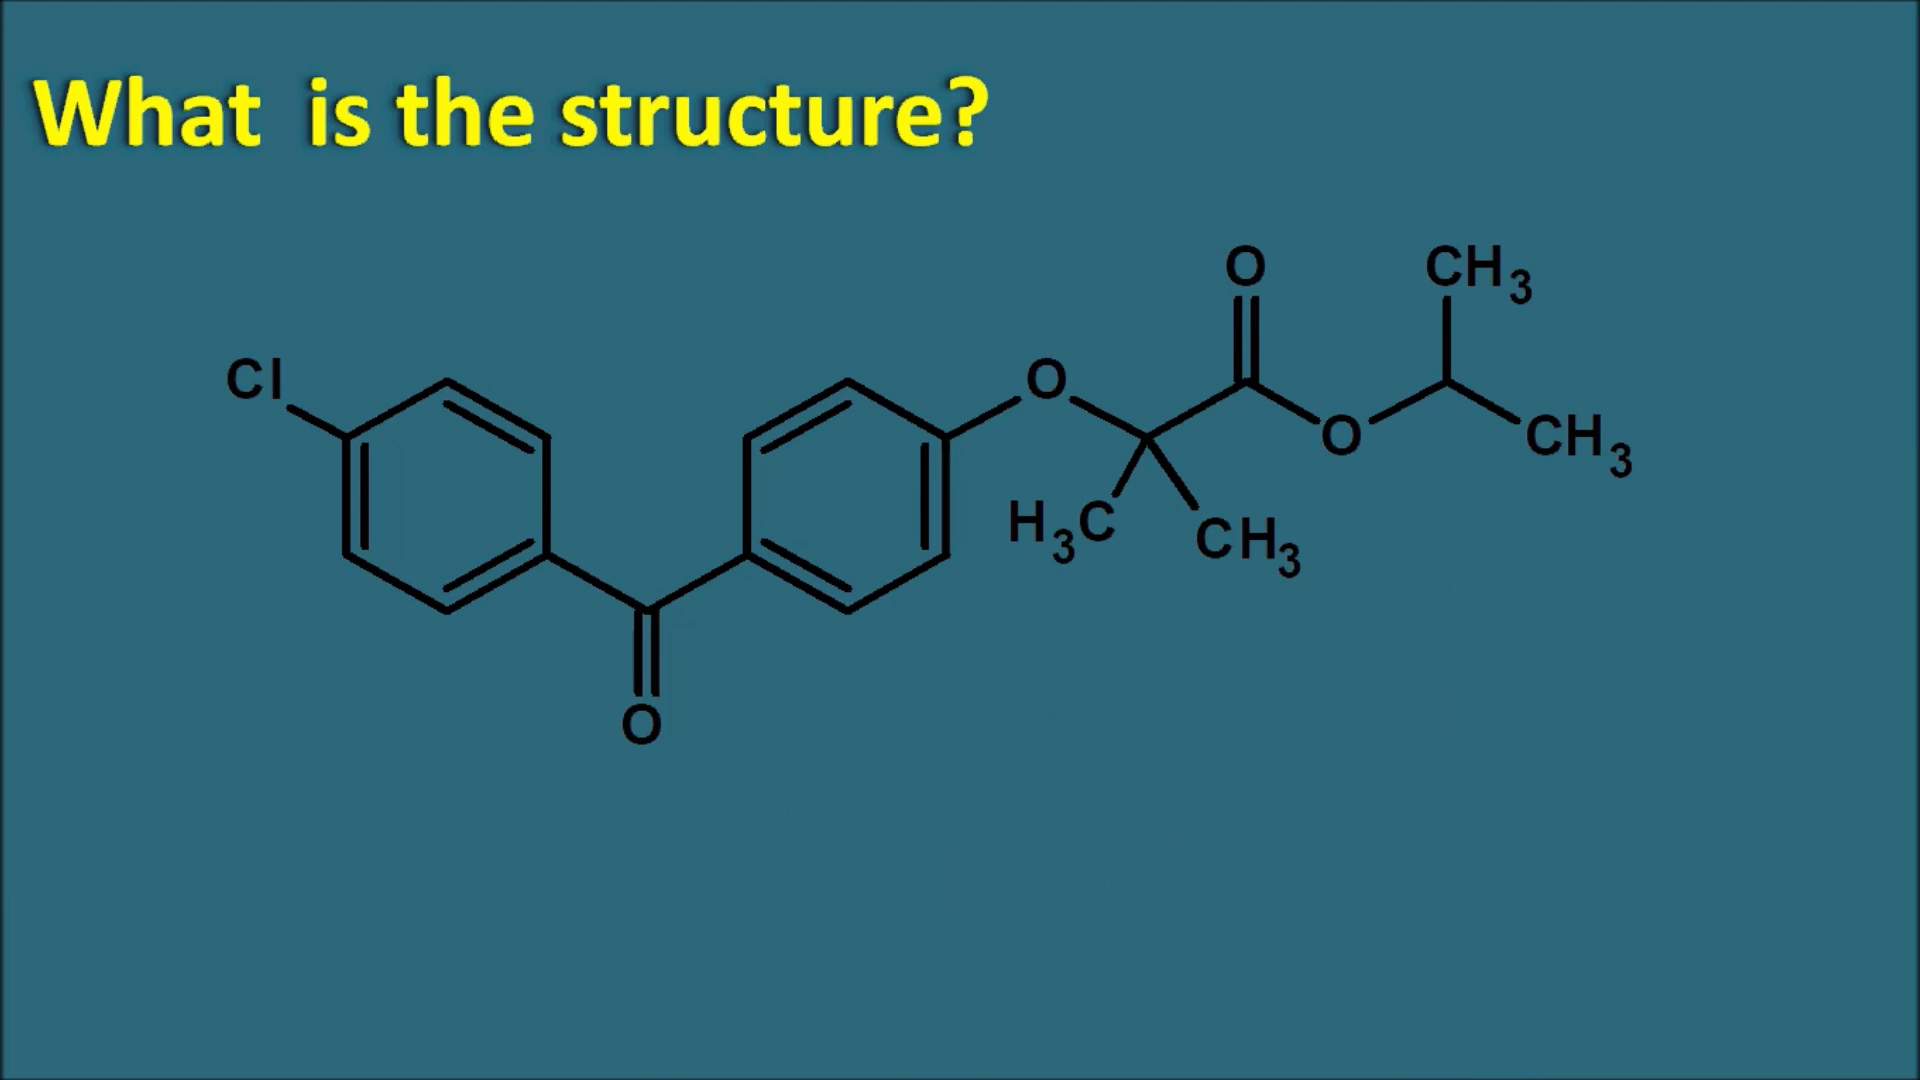 What  is the structure?
O
CH3
Cl
O
O
CH3
H3C
CH3
O